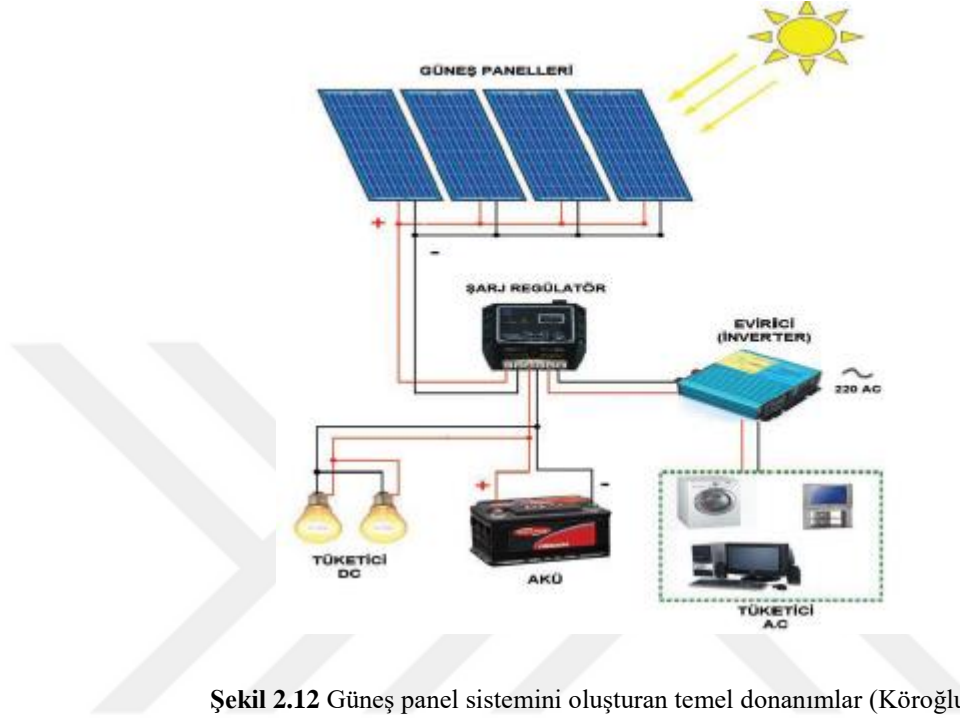 GÜNEŞ PANELLERİ
+
-
ŞARJ REGÜLATÖR
EVİRİCİ
(İNVERTER)
220 AC
+
-
TÜKETİCİ
DC
AKÜ
TÜKETİCİ
A.C
Şekil 2.12 Güneş panel sistemini oluşturan temel donanımlar (Köroğlu